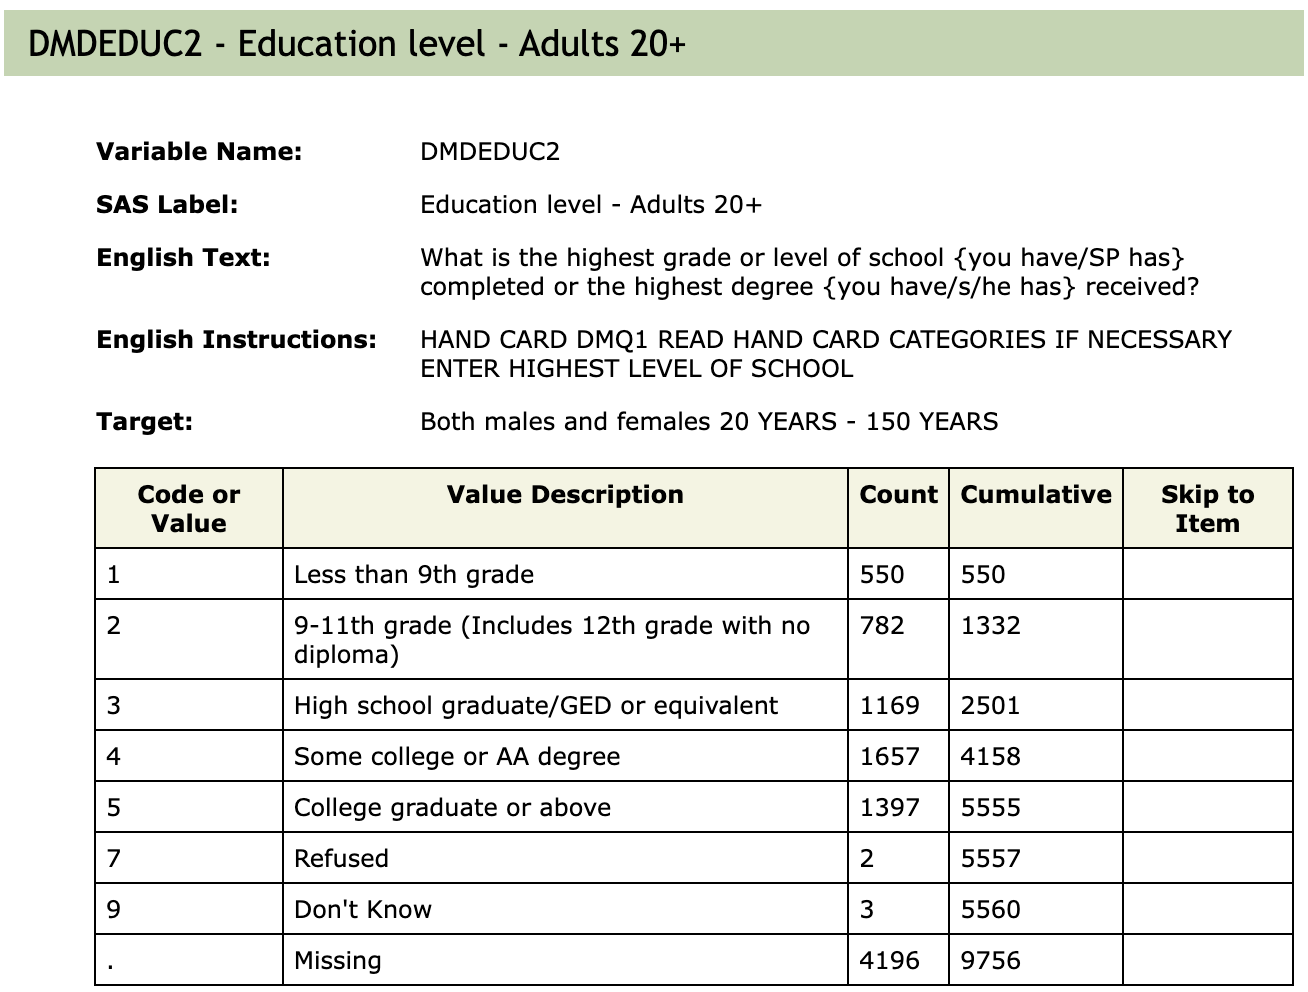 DMDEDUC2 - Education level - Adults 20+
Variable Name: DMDEDUC2
SAS Label: Education level - Adults 20+
English Text: What is the highest grade or level of school {you have/SP has}
completed or the highest degree {you have/s/he has} received?
English Instructions: HAND CARD DMQ1 READ HAND CARD CATEGORIES IF NECESSARY
ENTER HIGHEST LEVEL OF SCHOOL
Target: Both males and females 20 YEARS - 150 YEARS
Code or Value Description Count Cumulative Skip to
Value Item
1 Less than 9th grade 550 550
2 9-11th grade (Includes 12th grade with no 782 1332
diploma)
3 High school graduate/GED or equivalent 1169 2501
4 Some college or AA degree 1657 4158
5 College graduate or above 1397 5555
7 Refused 2 5557
9 Don't Know 3 5560
. Missing 4196 9756